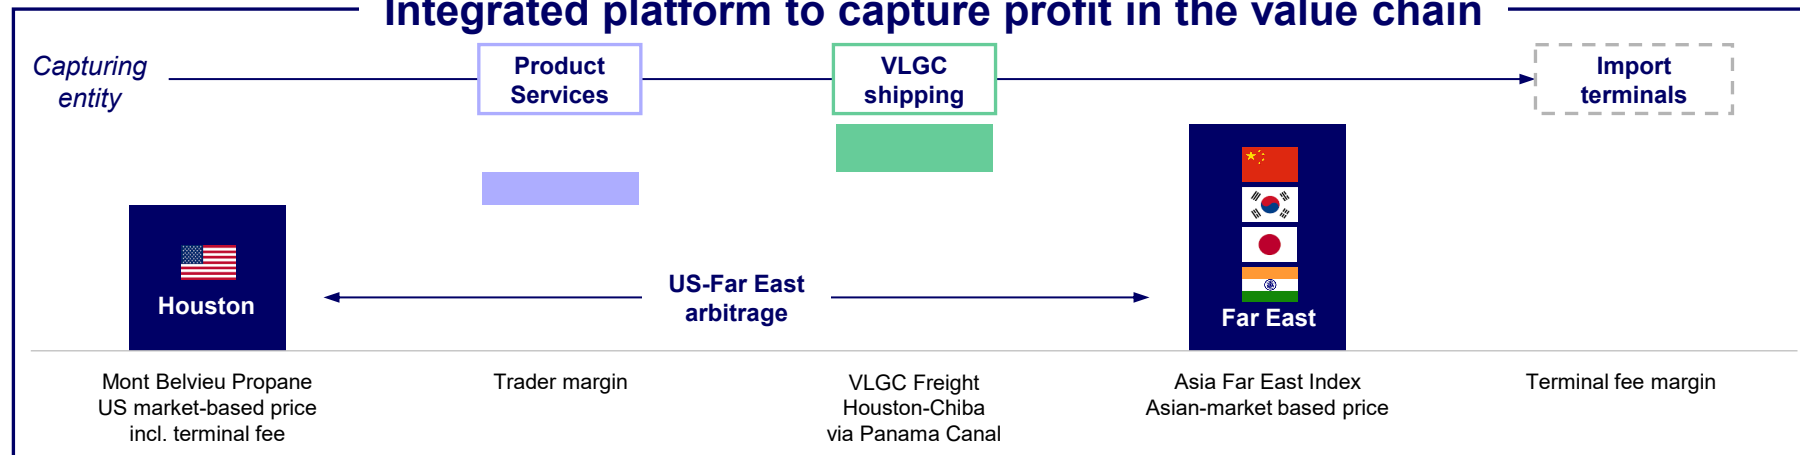 Integrated platform to capture profit in the value chain
Capturing
entity
Product
Services
VLGC
shipping
Import
terminals
Houston
US-Far East
arbitrage
Far East
Mont Belvieu Propane
US market-based price
incl. terminal fee
Trader margin
VLGC Freight
Houston-Chiba
via Panama Canal
Asia Far East Index
Asian-market based price
Terminal fee margin